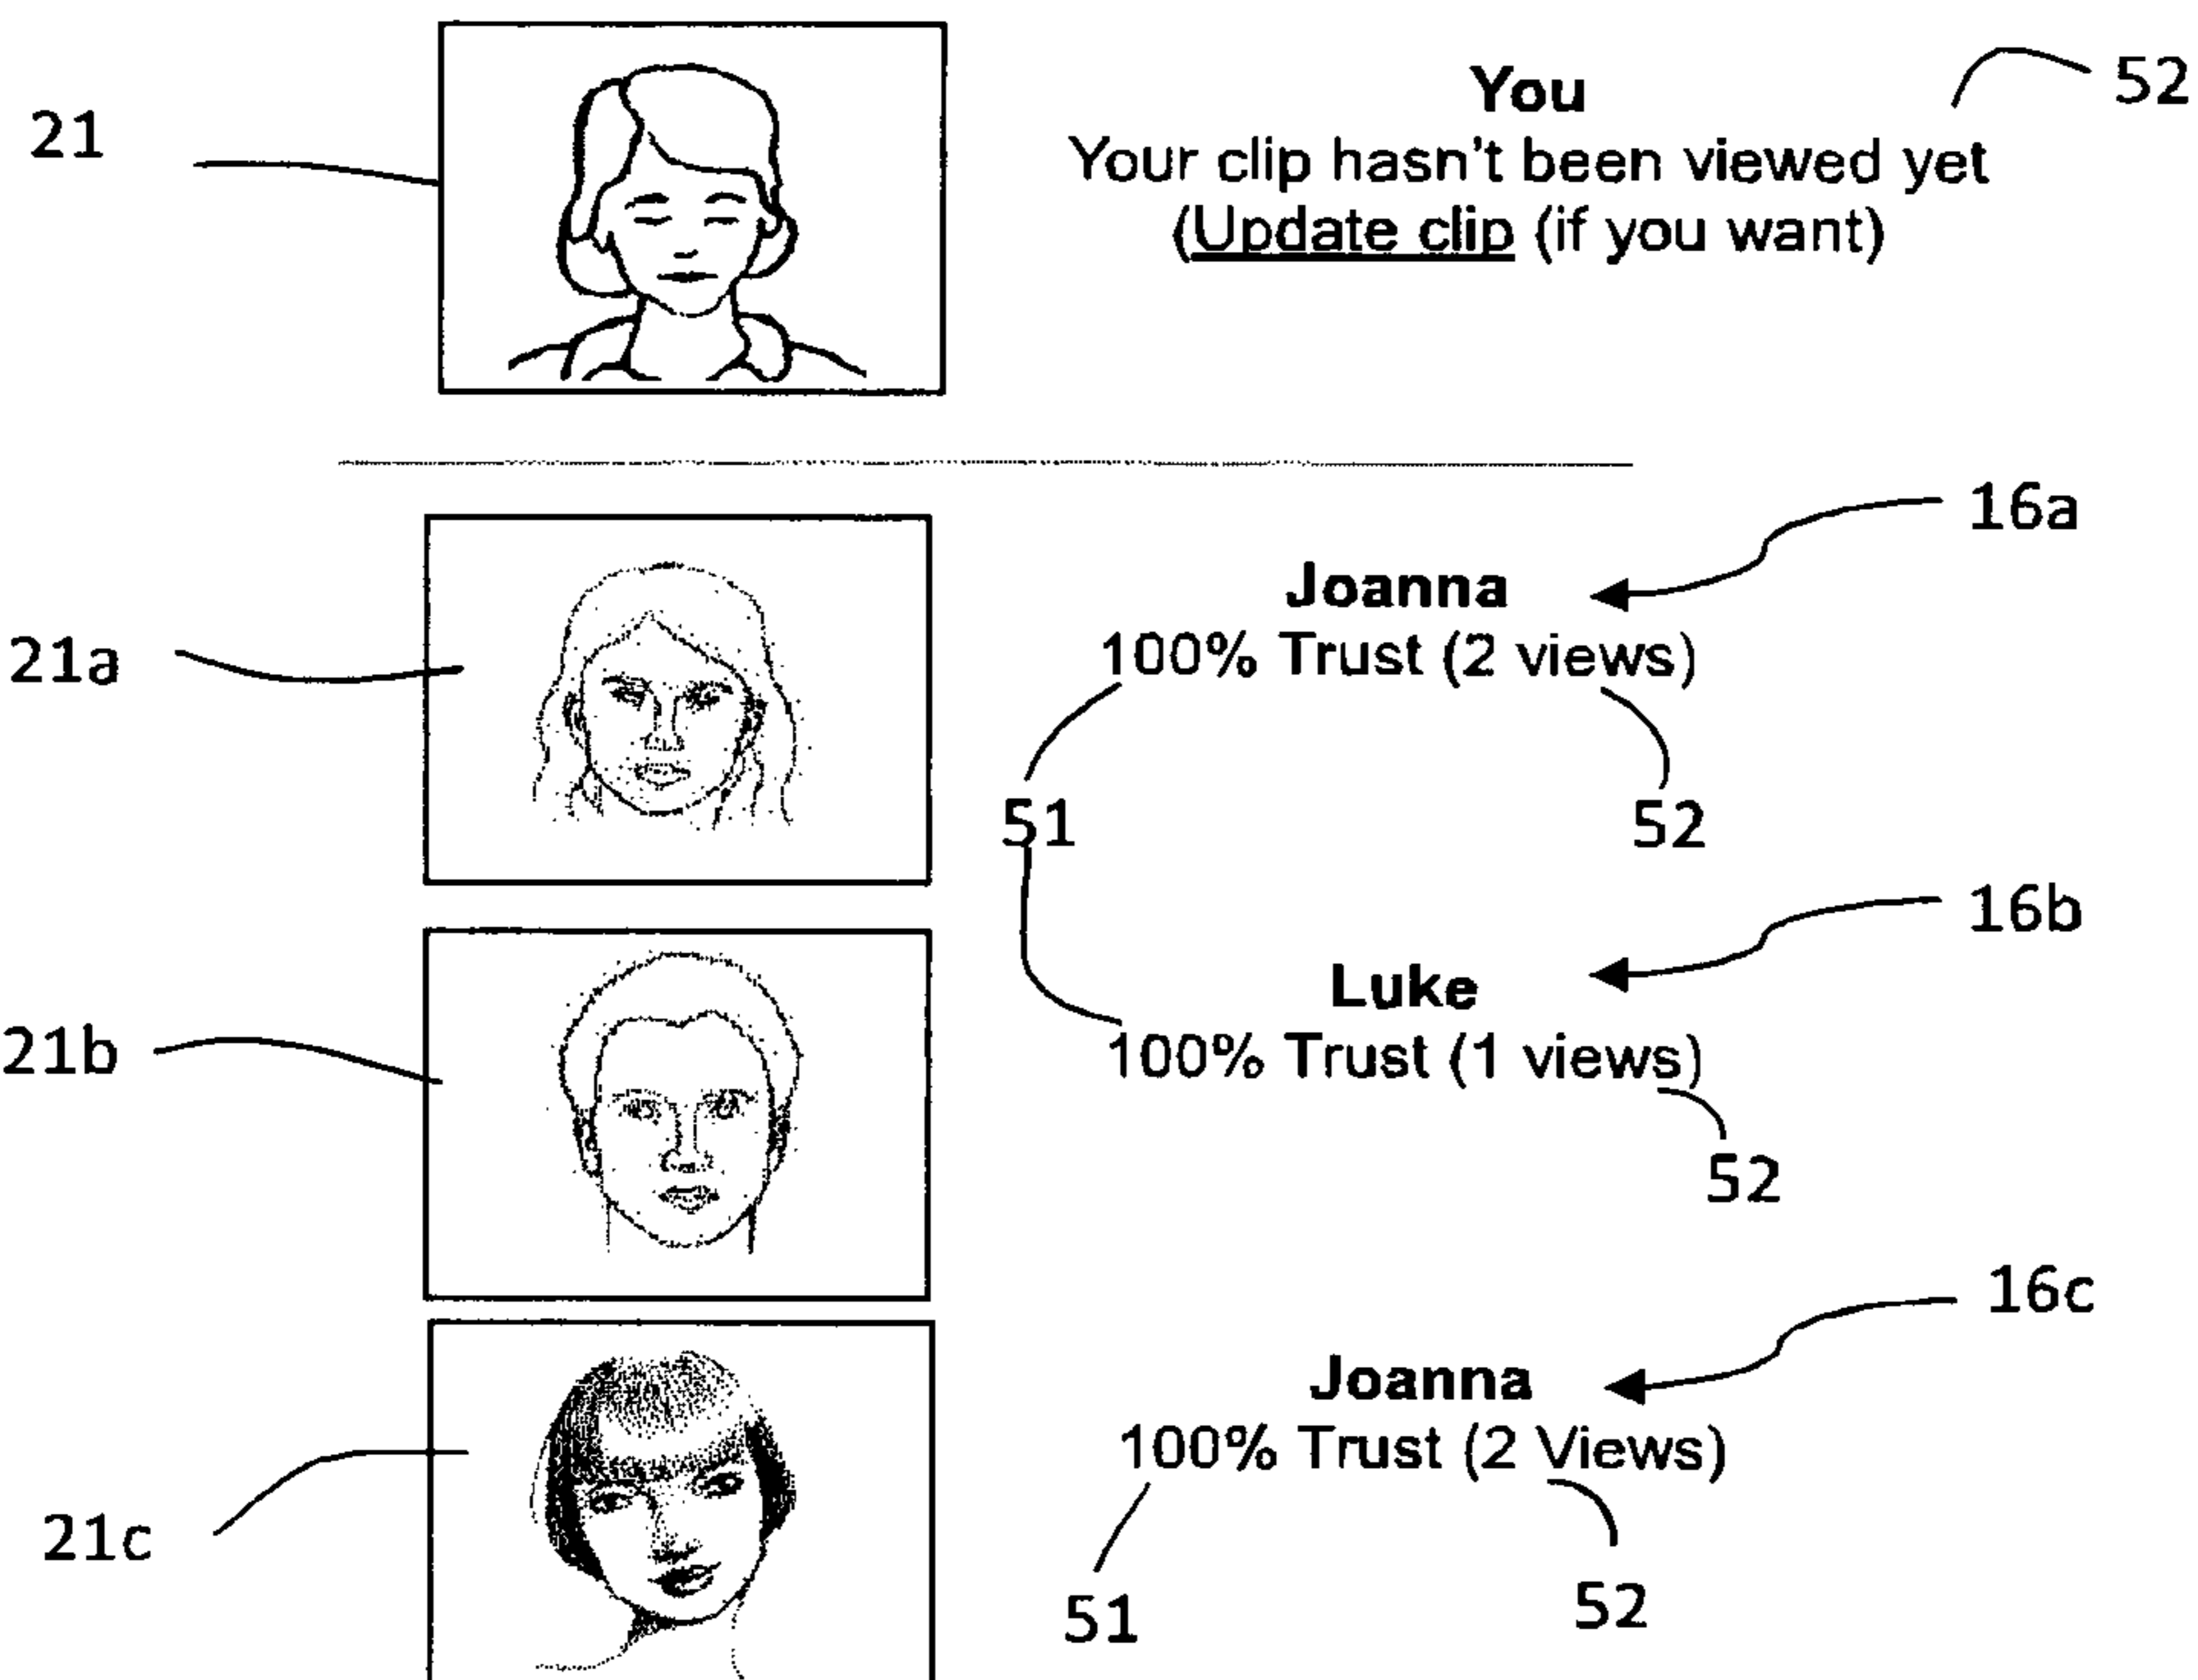 You
52
21
Your clip hasn't been viewed yet
(Update clip (if you want)
16a
Joanna
21a
100% Trust (2 views)
51
52
16b
Luke
21b
100% Trust (1 views)
52
16c
Joanna
100% Trust (2 Views)
21c
51
52